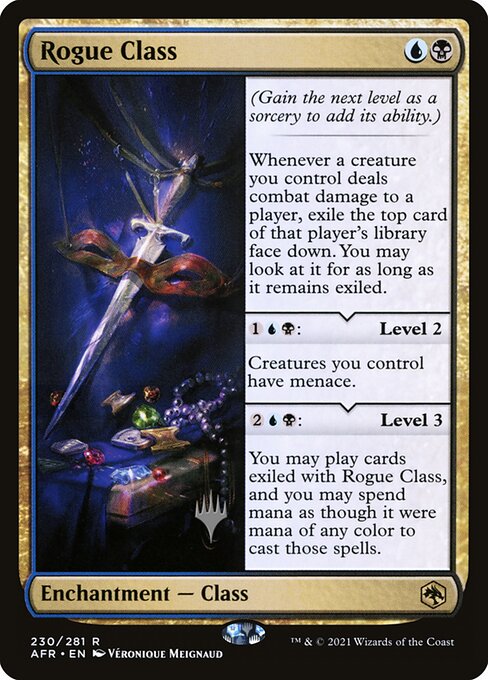 Rogue Class
(Gain the next level as a
sorcery to add its ability.)
Whenever a creature
you control deals
combat damage to a
player, exile the top card
of that player's library
face down. You may
look at it for as long as
it remains exiled.
1 : Level 2
Creatures you control
have menace.
2 : Level 3
You may play cards
exiled with Rogue Class,
and you may spend
mana as though it were
mana of any color to
cast those spells.
Enchantment — Class
230/281 R
AFR • EN Véronique Meignaud
™ & © 2021 Wizards of the Coast